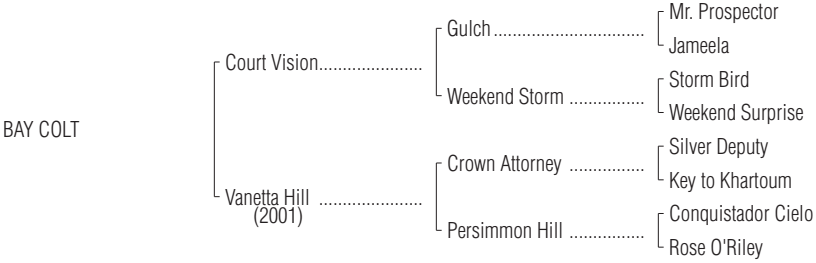 Mr. Prospector
Gulch................................
Jameela
Court Vision......................
Storm Bird
Weekend Storm ................
Weekend Surprise
BAY COLT
Silver Deputy
Crown Attorney ................
Key to Khartoum
Vanetta Hill ......................
(2001)
Conquistador Cielo
Persimmon Hill ................
Rose O'Riley